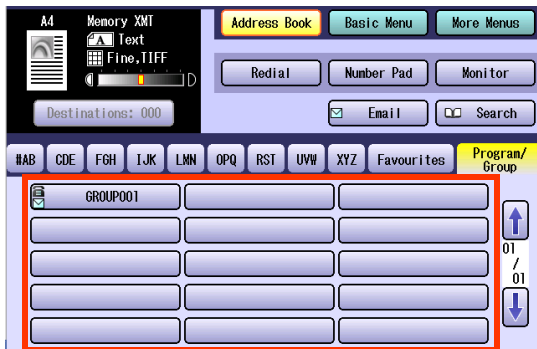 A4 Memory XMT
A Text
Fine,TIFF
D
Address Book Basic Menu More Menus
Redial Number Pad Monitor
Destinations: 000
Email Search
#AB CDE FGH IJK LMN OPQ RST UVW XYZ Favourites Program/
Group
GROUP001
01
/
01